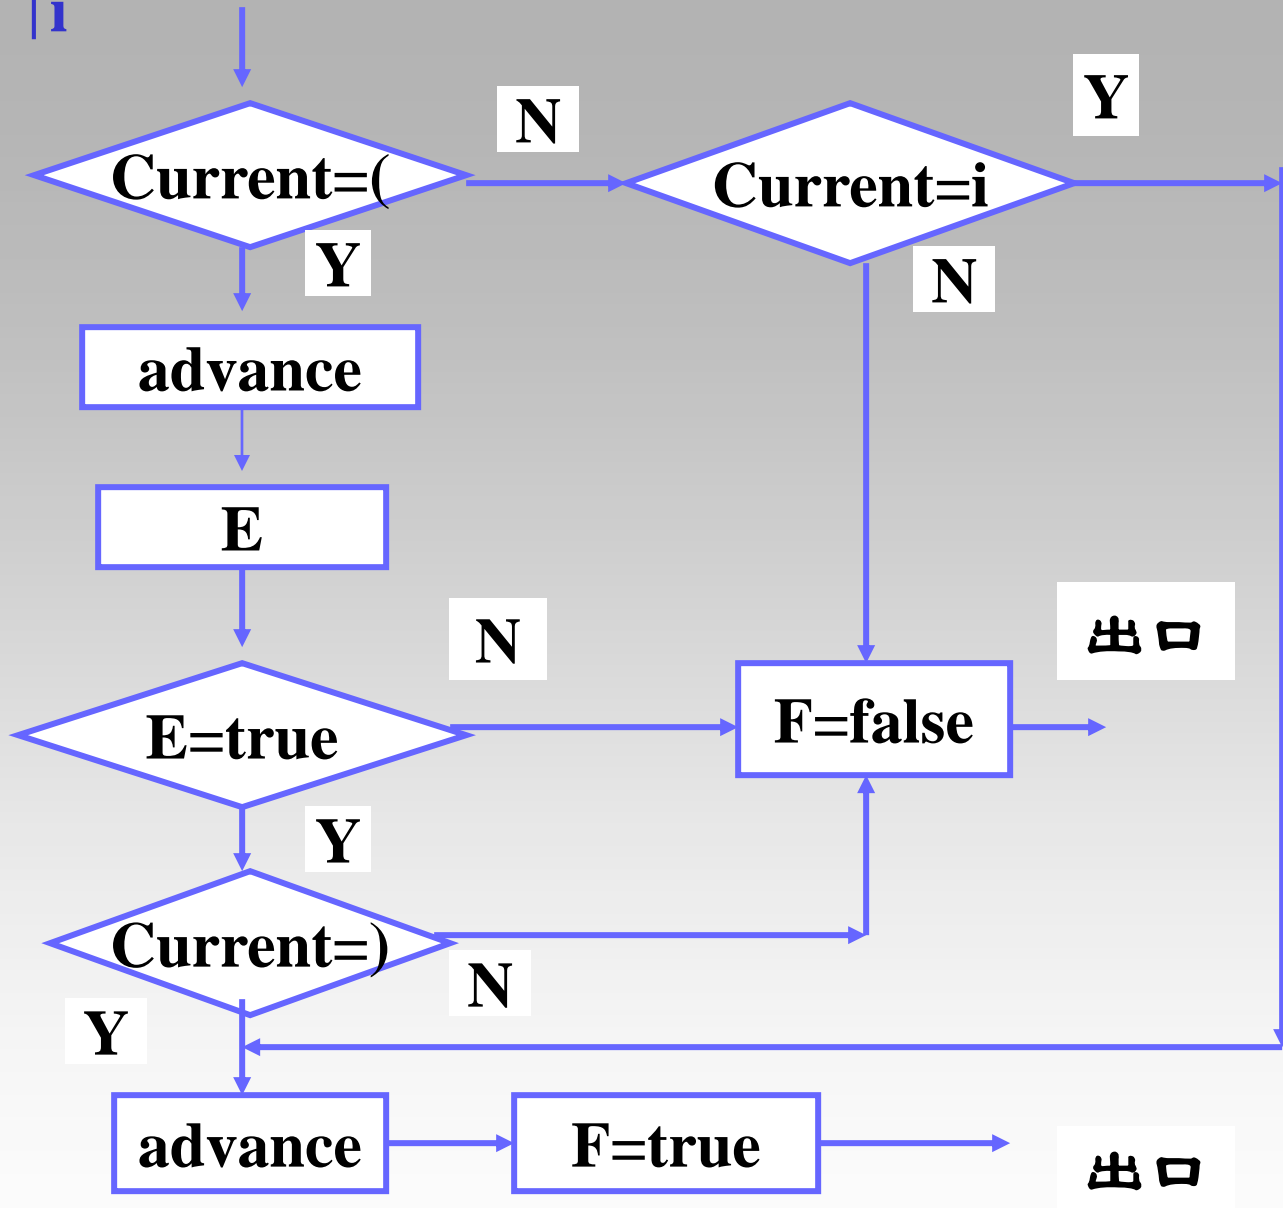 | i
N
Y
Current=(
Current=i
Y
N
advance
E
N
出口
E=true
F=false
Y
Current=)
N
Y
advance
F=true
出口